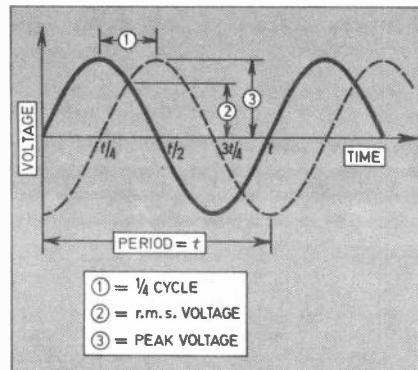 ①
②
③
VOLTAGE
t/4
t/2
3t/4
t
TIME
PERIOD = t
① = ¼ CYCLE
② = r.m.s. VOLTAGE
③ = PEAK VOLTAGE